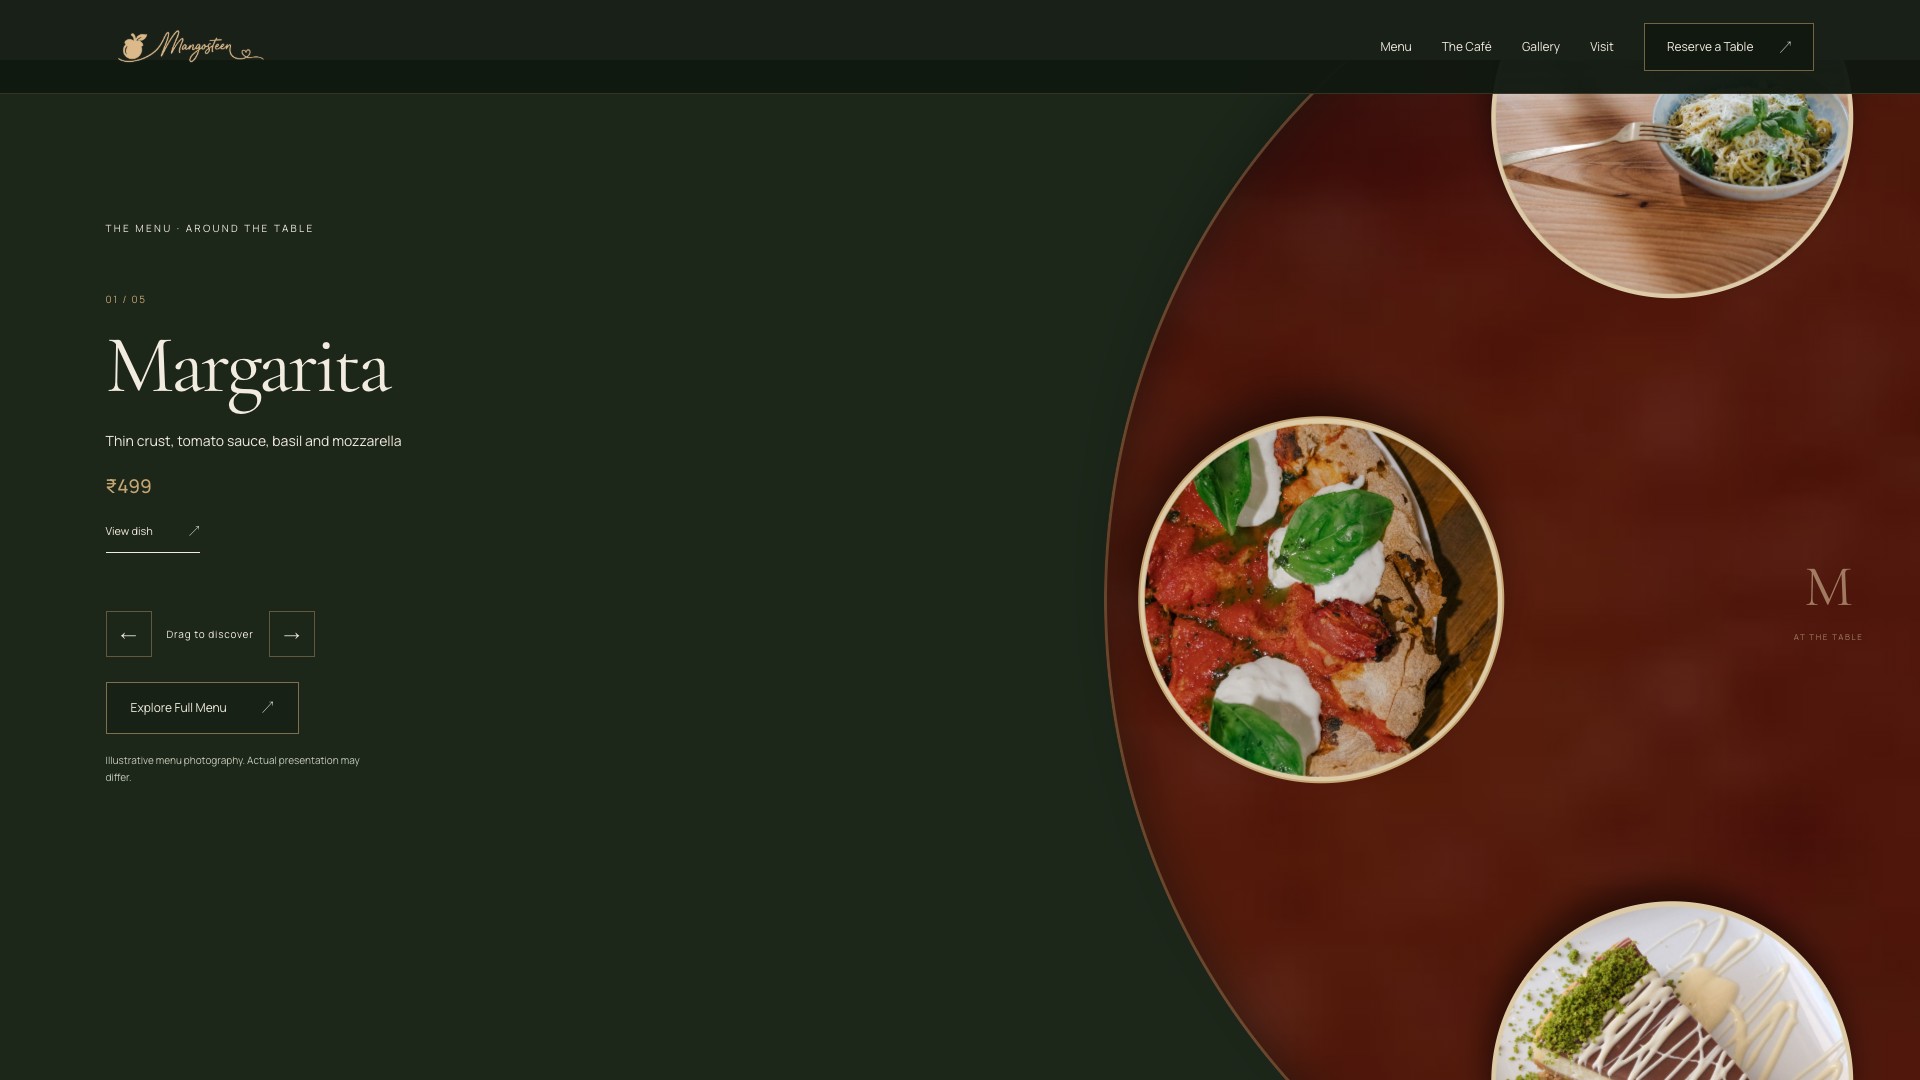 Mangosteen
Menu
The Café
Gallery
Visit
Reserve a Table
THE MENU · AROUND THE TABLE
01 / 05
Margarita
Thin crust, tomato sauce, basil and mozzarella
₹499
View dish
Drag to discover
Explore Full Menu
Illustrative menu photography. Actual presentation may
differ.
M
AT THE TABLE